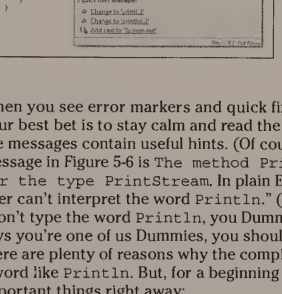 )
Change to 'print(..)'
Change to 'println(..)'
Add cast to 'System.out'
hen you see error markers and quick fi
ur best bet is to stay calm and read the
e messages contain useful hints. (Of cou
essage in Figure 5-6 is The method Pri
r the type PrintStream. In plain E
er can't interpret the word Println." (
on't type the word Println, you Dumm
ys you're one of us Dummies, you shoul
ere are plenty of reasons why the compi
word like Println. But, for a beginning
portant things right away: